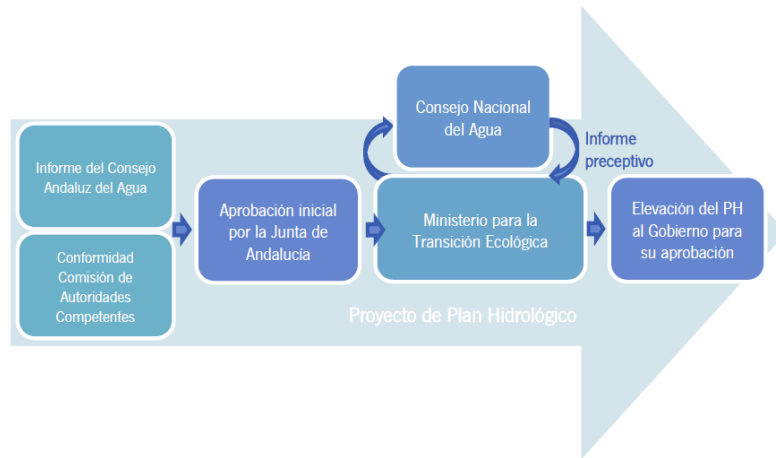 Informe del Consejo
Andaluz del Agua
Conformidad
Comisión de
Autoridades
Competentes
Aprobación inicial
por la Junta de
Andalucía
Consejo Nacional
del Agua
Informe
preceptivo
Ministerio para la
Transición Ecológica
Elevación del PH
al Gobierno para
su aprobación
Proyecto de Plan Hidrológico